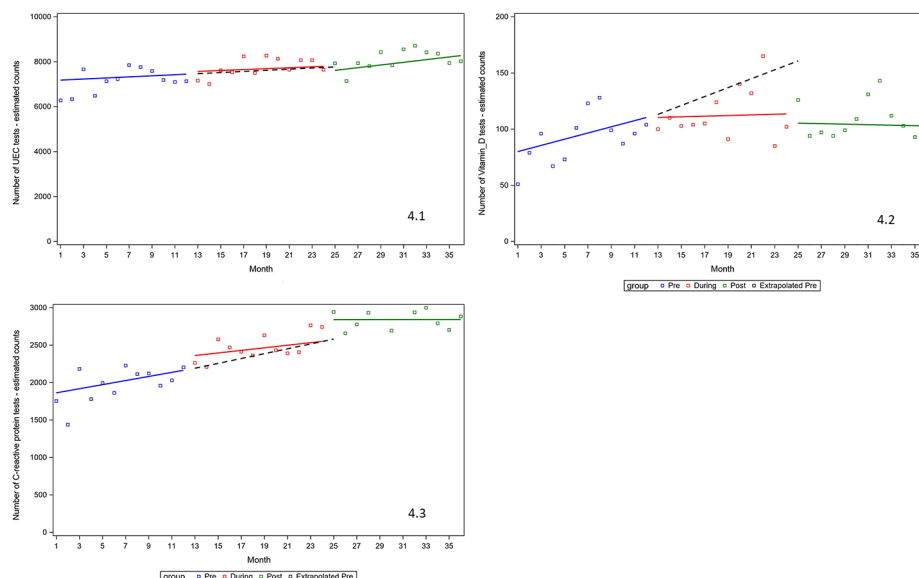 10000
8000
6000
4000
2000
0
Number of UEC tests - estimated counts
4.1
1 3 5 7 9 11 13 15 17 19 21 23 25 27 29 31 33 35
Month
200
150
100
50
0
Number of Vitamin_D tests - estimated counts
4.2
1 3 5 7 9 11 13 15 17 19 21 23 25 27 29 31 33 35
Month
group Pre During Post Extrapolated Pre
3000
2500
2000
1500
1000
500
0
Number of C-reactive protein tests - estimated counts
4.3
1 3 5 7 9 11 13 15 17 19 21 23 25 27 29 31 33 35
Month
group Pre During Post Extrapolated Pre